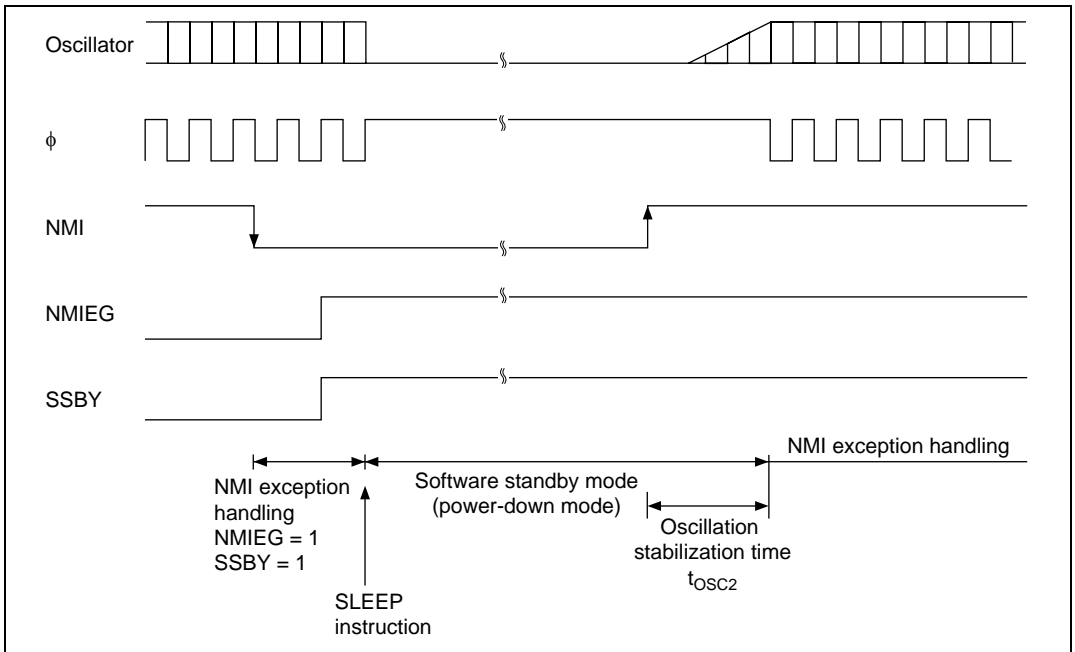 Oscillator
ϕ
NMI
NMIEG
SSBY
NMI exception handling
NMI exception
handling
NMIEG = 1
SSBY = 1
Software standby mode
(power-down mode)
Oscillation
stabilization time
tOSC2
SLEEP
instruction